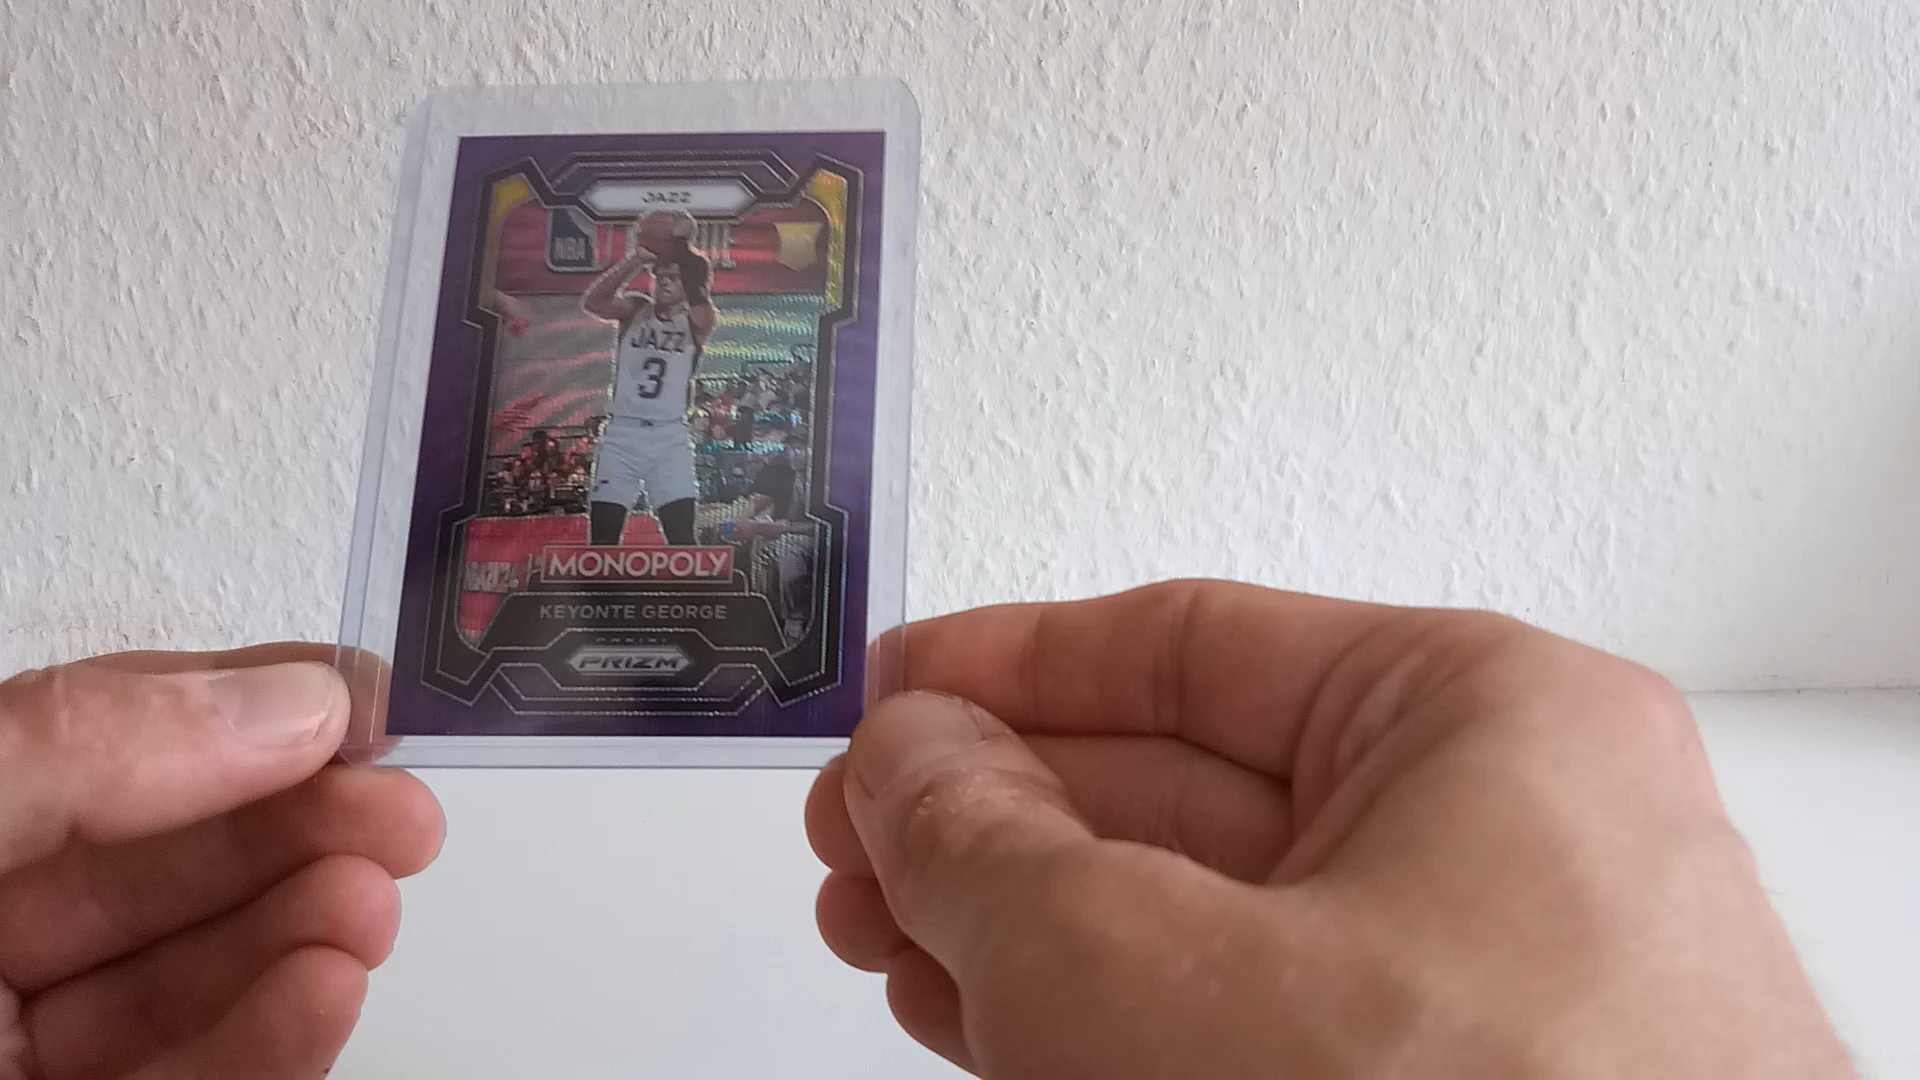 JAZZ
NBA
JAZZ
3
MONOPOLY
KEYONTE GEORGE
PANINI
PRIZM